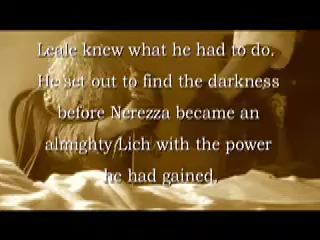 Leale knew what he had to do.
He set out to find the darkness
before Nerezza became an
almighty Lich with the power
he had gained.